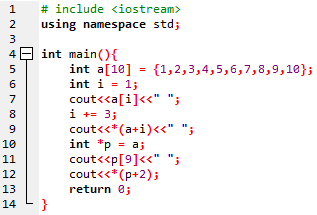 1 # include <iostream>
2 using namespace std;
3
4 int main(){
5 int a[10] = {1,2,3,4,5,6,7,8,9,10};
6 int i = 1;
7 cout<<a[i]<<" ";
8 i += 3;
9 cout<<*(a+i)<<" ";
10 int *p = a;
11 cout<<p[9]<<" ";
12 cout<<*(p+2);
13 return 0;
14 }